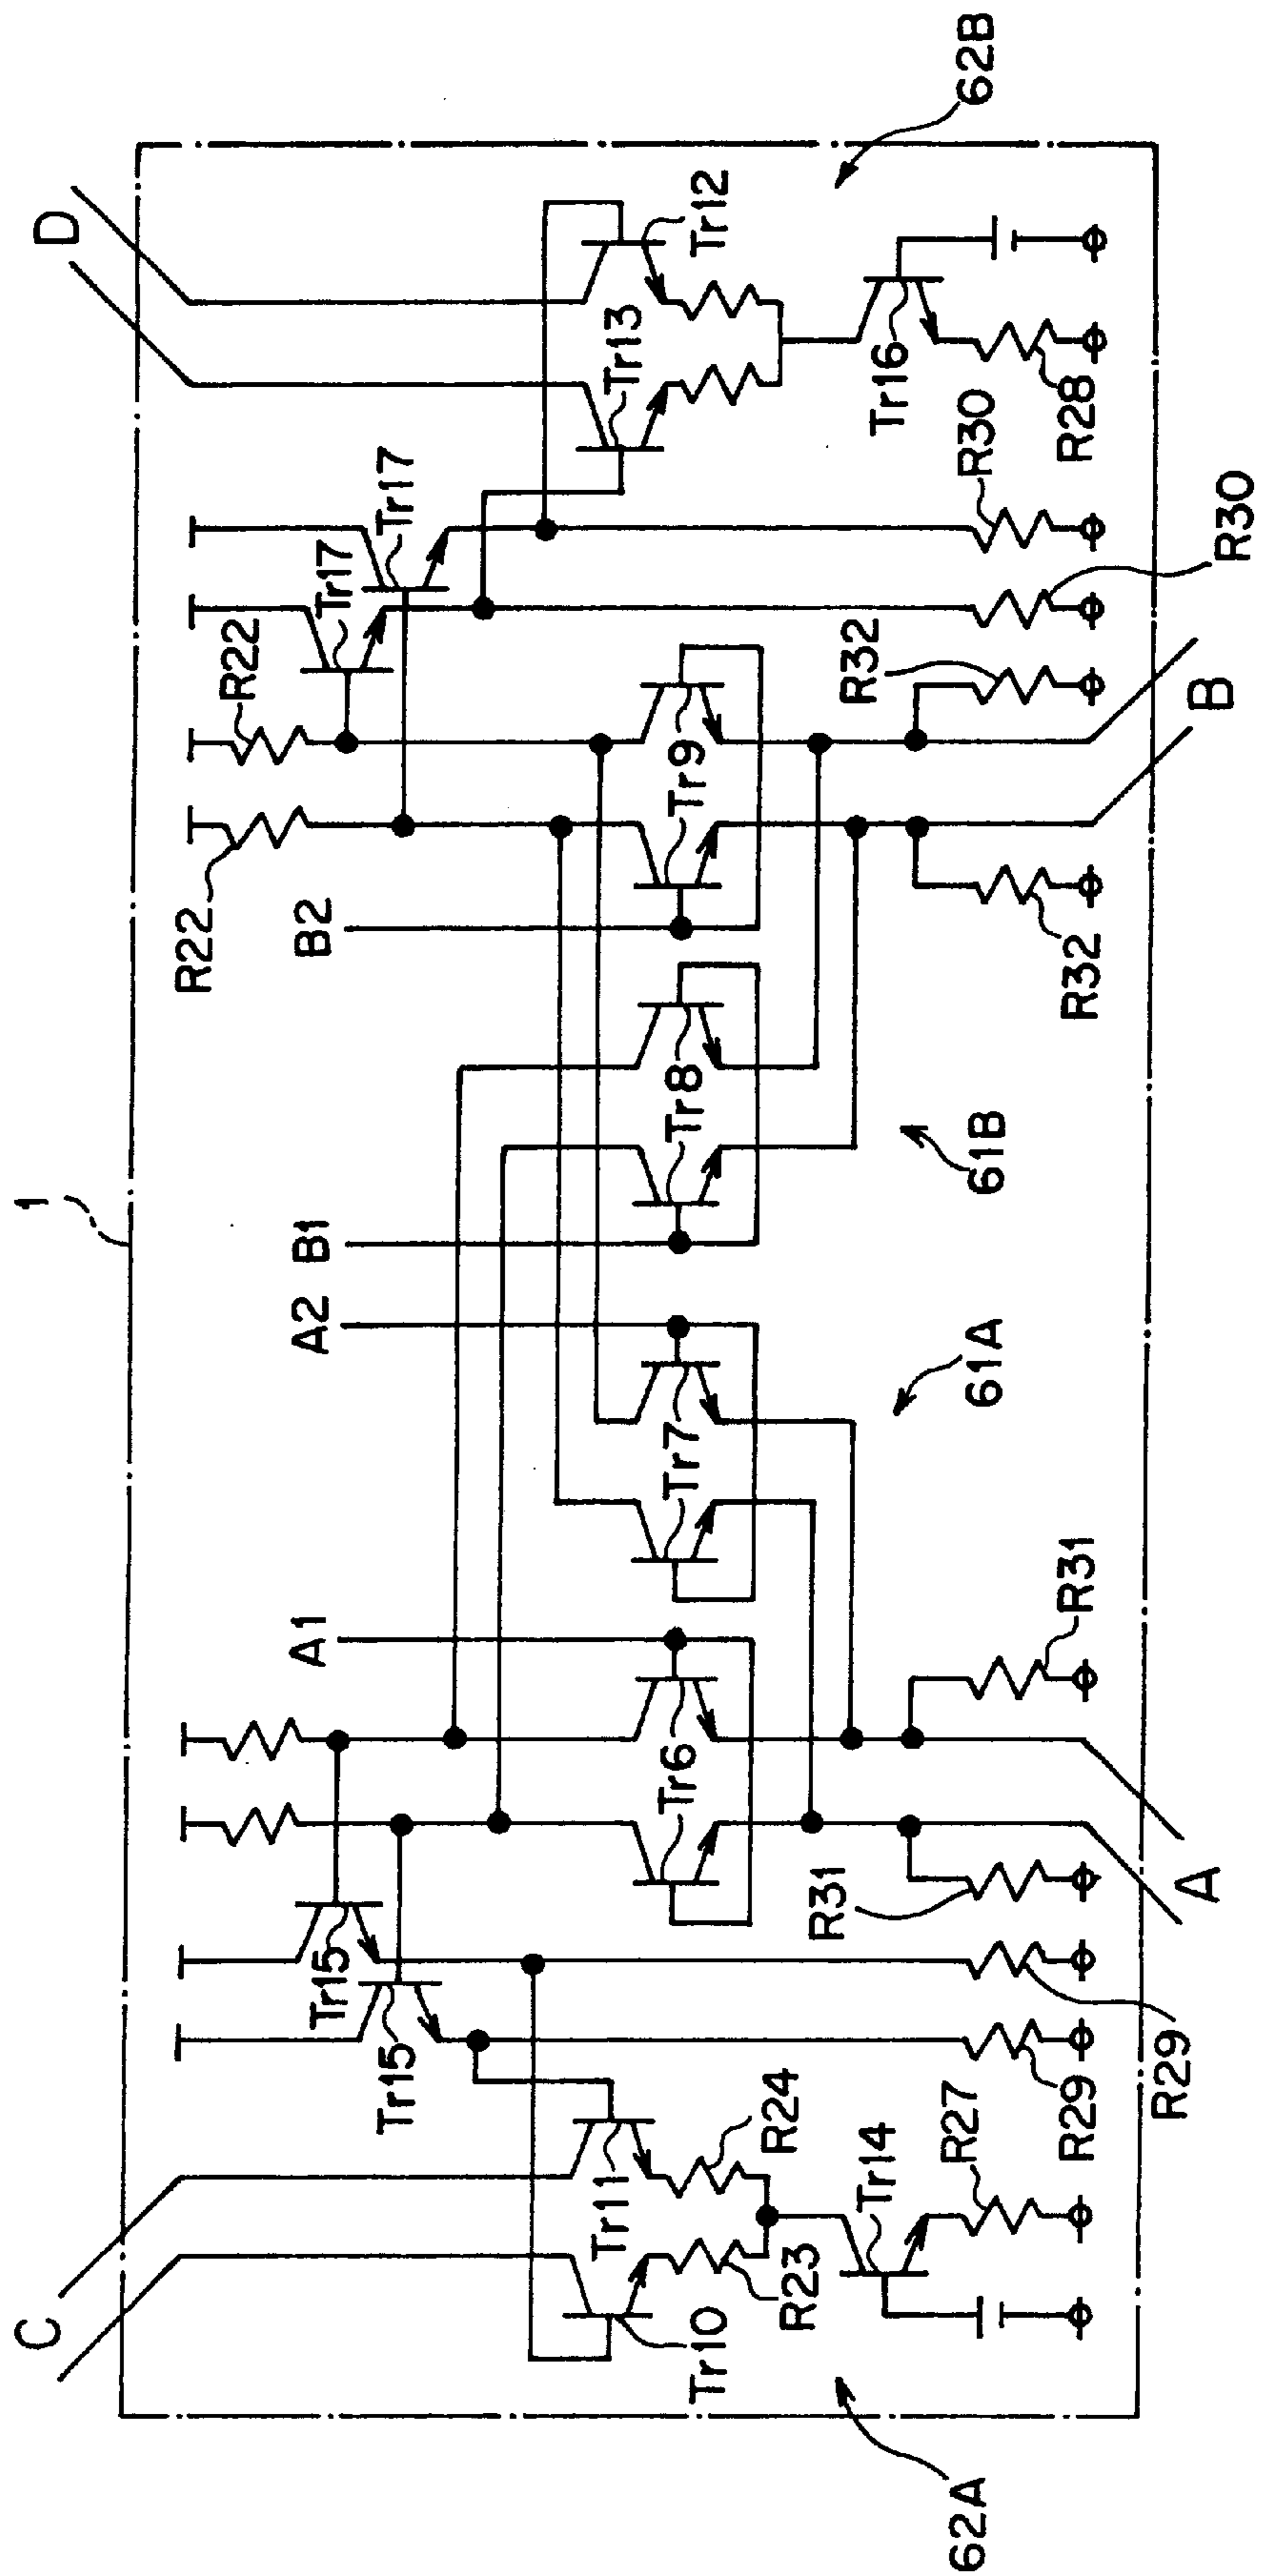 1
C
D
Tr15
Tr15
A1
A2
B1
B2
R22
R22
Tr17
Tr17
Tr10
Tr11
R23
R24
Tr14
R27
R29
R29
R31
R31
Tr6
Tr7
Tr8
Tr9
Tr13
Tr12
Tr16
R28
R30
R30
R32
R32
A
B
61A
61B
62A
62B